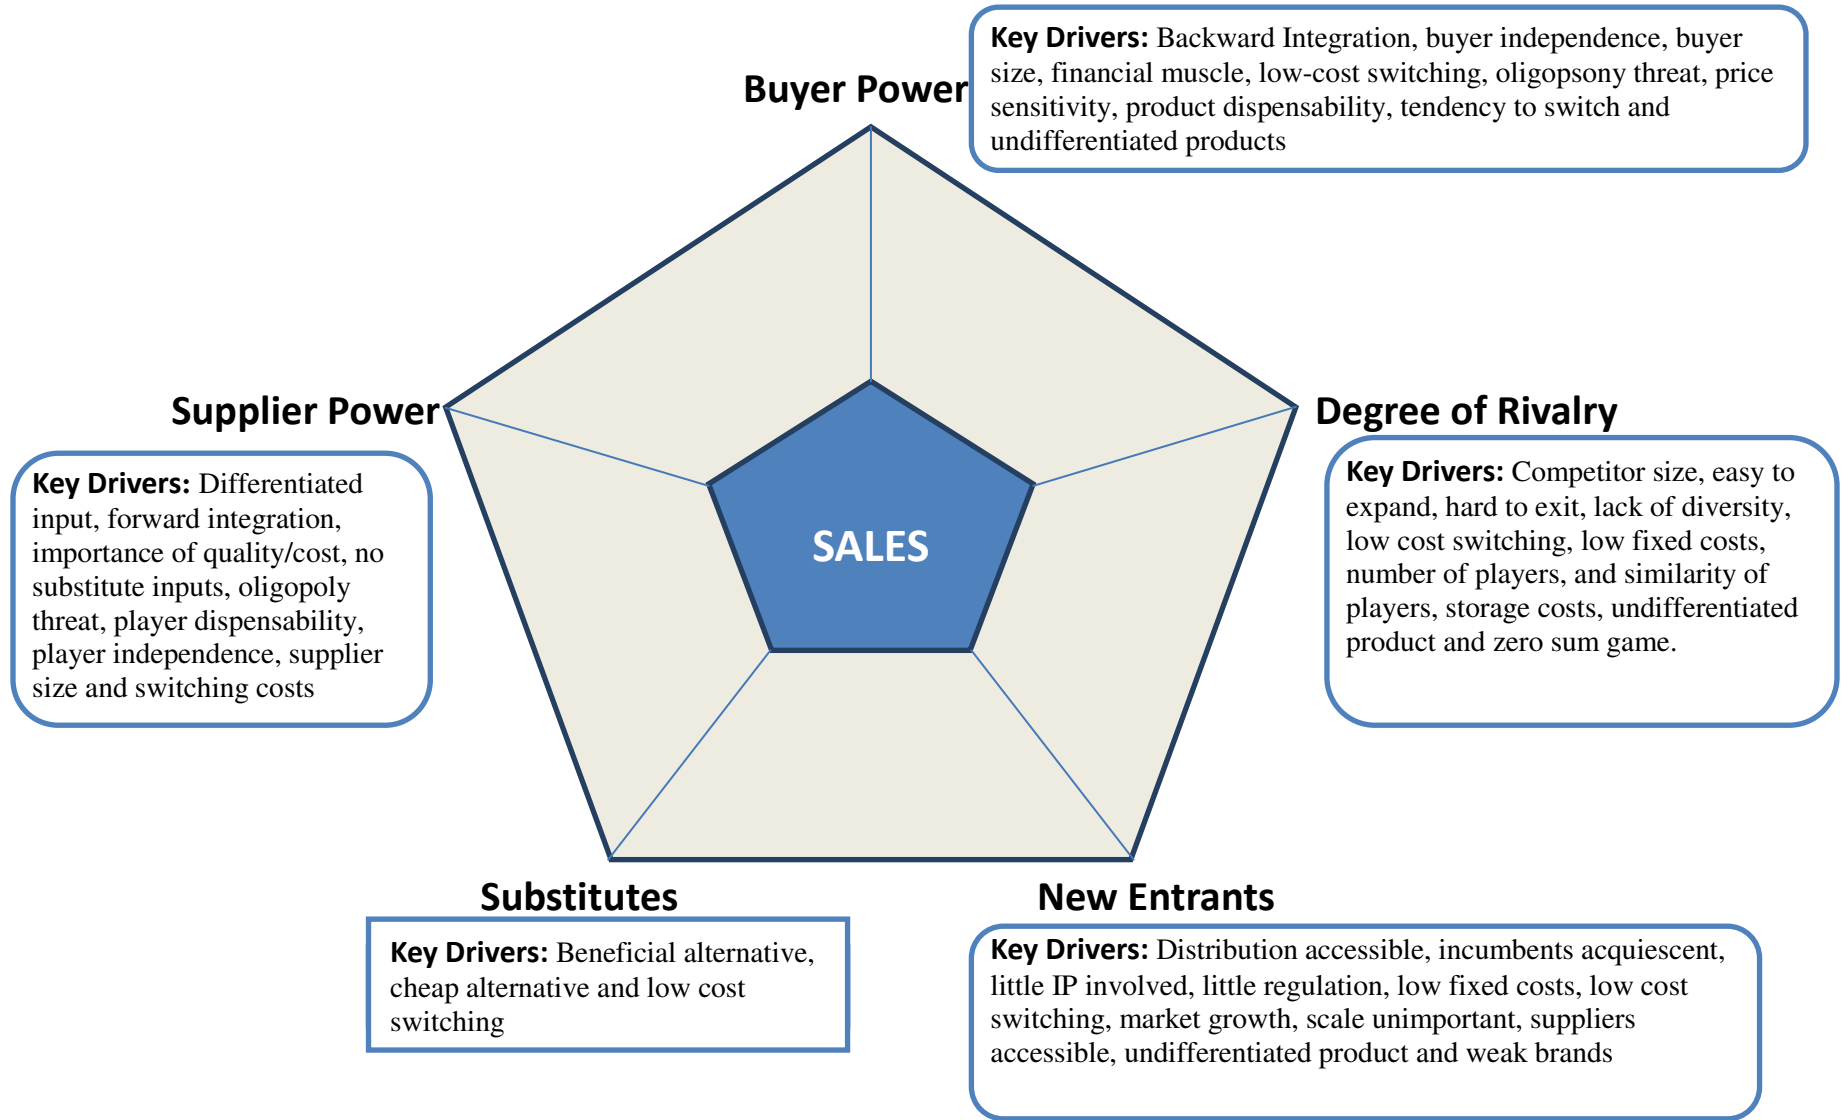 Buyer Power
Key Drivers: Backward Integration, buyer independence, buyer
size, financial muscle, low-cost switching, oligopsony threat, price
sensitivity, product dispensability, tendency to switch and
undifferentiated products
Supplier Power
Key Drivers: Differentiated
input, forward integration,
importance of quality/cost, no
substitute inputs, oligopoly
threat, player dispensability,
player independence, supplier
size and switching costs
SALES
Degree of Rivalry
Key Drivers: Competitor size, easy to
expand, hard to exit, lack of diversity,
low cost switching, low fixed costs,
number of players, and similarity of
players, storage costs, undifferentiated
product and zero sum game.
Substitutes
Key Drivers: Beneficial alternative,
cheap alternative and low cost
switching
New Entrants
Key Drivers: Distribution accessible, incumbents acquiescent,
little IP involved, little regulation, low fixed costs, low cost
switching, market growth, scale unimportant, suppliers
accessible, undifferentiated product and weak brands